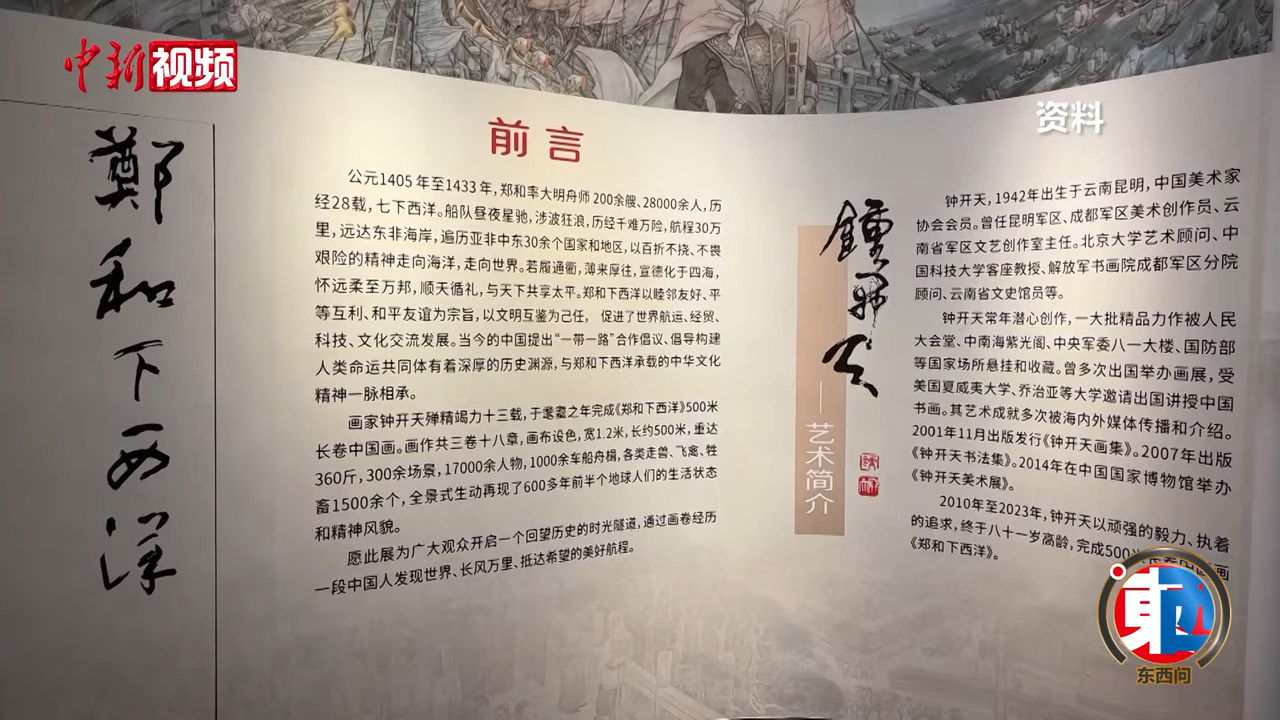 中新视频
资料
郑和下西洋
前言
公元1405年至1433年,郑和率大明舟师200余艘、28000余人,历
经28载,七下西洋。船队昼夜星驰,涉波狂浪,历经千难万险,航程30万
里,远达东非海岸,遍历亚非中东30余个国家和地区,以百折不挠、不畏
艰险的精神走向海洋,走向世界。若履通衢,薄来厚往,宣德化于四海,
怀远柔至万邦,顺天循礼,与天下共享太平。郑和下西洋以睦邻友好、平
等互利、和平友谊为宗旨,以文明互鉴为己任, 促进了世界航运、经贸、
科技、文化交流发展。当今的中国提出“一带一路”合作倡议、倡导构建
人类命运共同体有着深厚的历史渊源,与郑和下西洋承载的中华文化
精神一脉相承。
画家钟开天殚精竭力十三载,于耄耋之年完成《郑和下西洋》500米
长卷中国画。画作共三卷十八章,画布设色,宽1.2米,长约500米,重达
360斤,300余场景,17000余人物,1000余车船舟楫,各类走兽、飞禽、牲
畜1500余个,全景式生动再现了600多年前半个地球人们的生活状态
和精神风貌。
愿此展为广大观众开启一个回望历史的时光隧道,通过画卷经历
一段中国人发现世界、长风万里、抵达希望的美好航程。
鍾开天
——艺术简介
钟开天,1942年出生于云南昆明,中国美术家
协会会员。曾任昆明军区、成都军区美术创作员、云
南省军区文艺创作室主任。北京大学艺术顾问、中
国科技大学客座教授、解放军书画院成都军区分院
顾问、云南省文史馆员等。
钟开天常年潜心创作,一大批精品力作被人民
大会堂、中南海紫光阁、中央军委八一大楼、国防部
等国家场所悬挂和收藏。曾多次出国举办画展,受
美国夏威夷大学、乔治亚等大学邀请出国讲授中国
书画。其艺术成就多次被海内外媒体传播和介绍。
2001年11月出版发行《钟开天画集》。2007年出版
《钟开天书法集》。2014年在中国国家博物馆举办
《钟开天美术展》。
2010年至2023年,钟开天以顽强的毅力、执着
的追求,终于八十一岁高龄,完成500米
画
《郑和下西洋》。
东西问